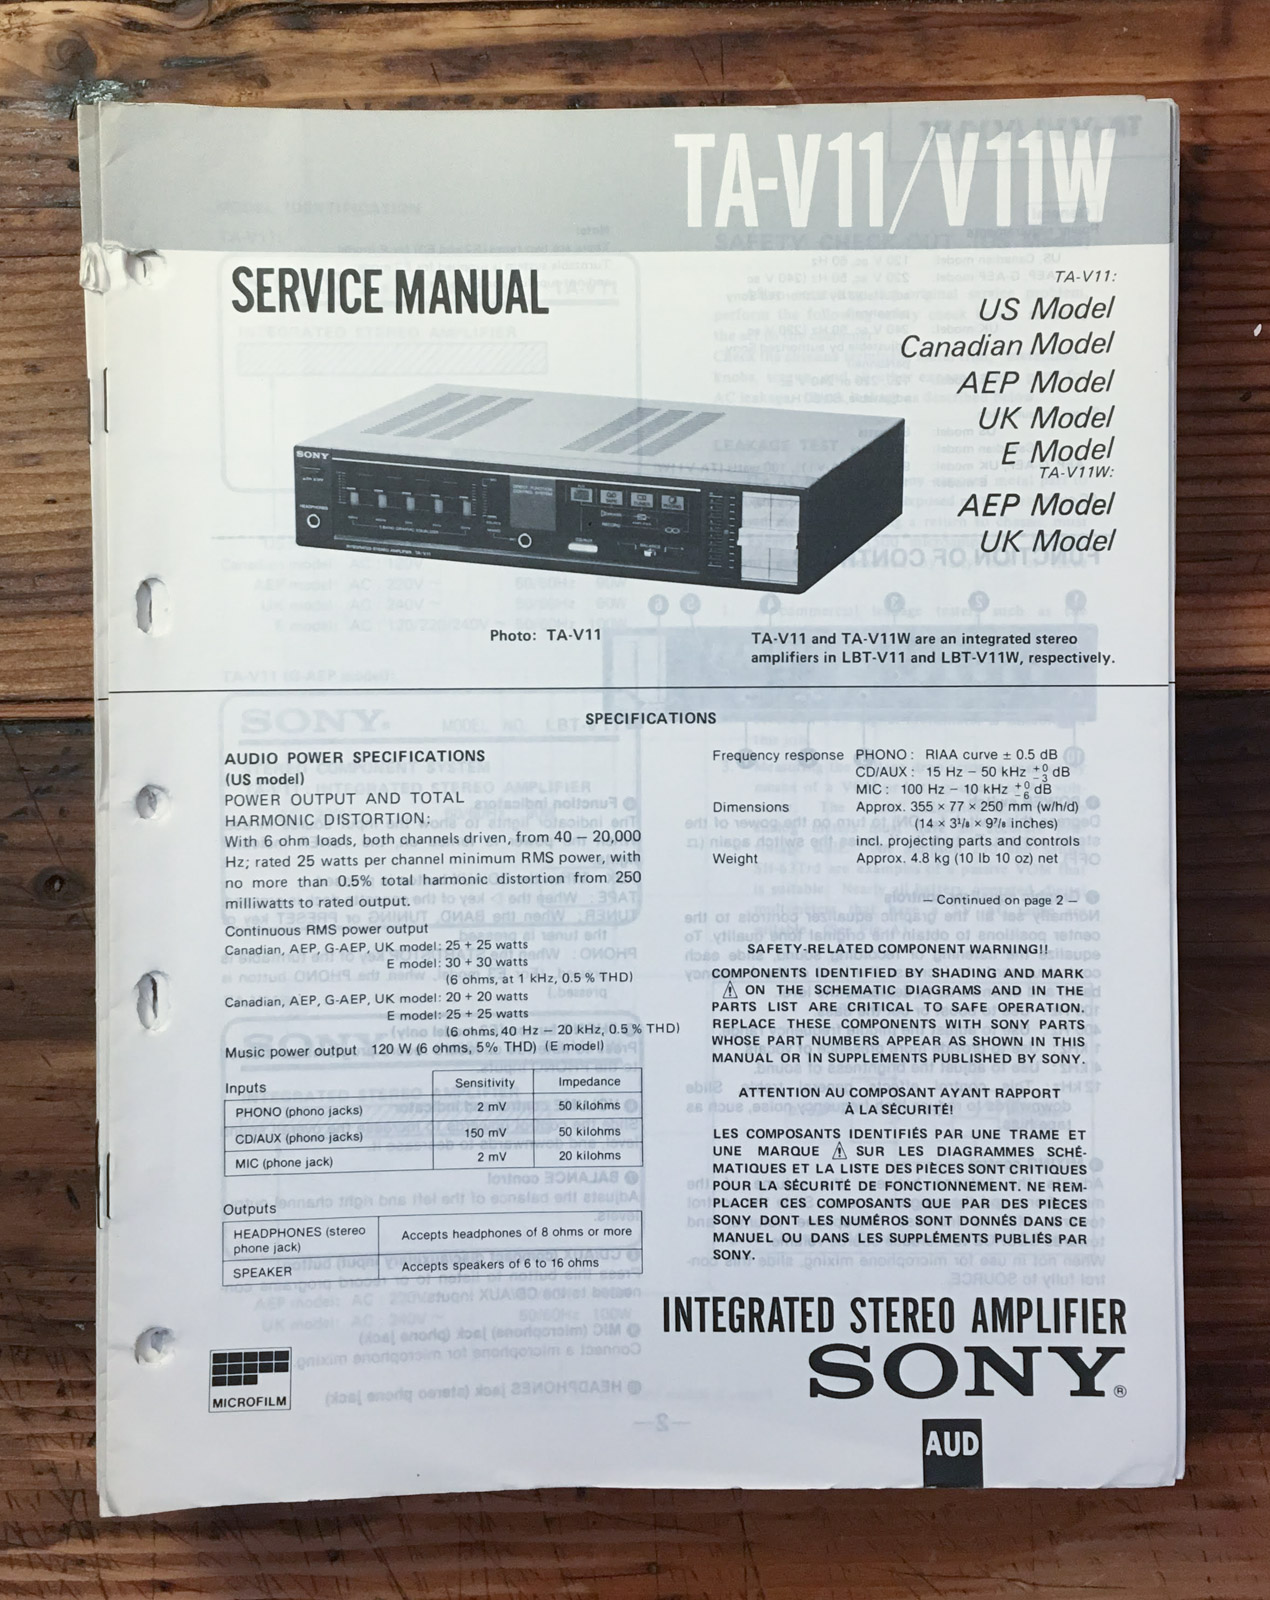 TA-V11/V11W
SERVICE MANUAL
TA-V11:
US Model
Canadian Model
AEP Model
UK Model
E Model
TA-V11W:
AEP Model
UK Model
SONY
HEADPHONES
Photo: TA-V11
TA-V11 and TA-V11W are an integrated stereo
amplifiers in LBT-V11 and LBT-V11W, respectively.
SPECIFICATIONS
AUDIO POWER SPECIFICATIONS
(US model)
POWER OUTPUT AND TOTAL
HARMONIC DISTORTION:
With 6 ohm loads, both channels driven, from 40 – 20,000
Hz; rated 25 watts per channel minimum RMS power, with
no more than 0.5% total harmonic distortion from 250
milliwatts to rated output.
Continuous RMS power output
Canadian, AEP, G-AEP, UK model: 25 + 25 watts
E model: 30 + 30 watts
(6 ohms, at 1 kHz, 0.5 % THD)
Canadian, AEP, G-AEP, UK model: 20 + 20 watts
E model: 25 + 25 watts
(6 ohms, 40 Hz – 20 kHz, 0.5 % THD)
Music power output 120 W (6 ohms, 5% THD) (E model)
Inputs Sensitivity Impedance
PHONO (phono jacks) 2 mV 50 kilohms
CD/AUX (phono jacks) 150 mV 50 kilohms
MIC (phone jack) 2 mV 20 kilohms
Outputs
HEADPHONES (stereo
phone jack) Accepts headphones of 8 ohms or more
SPEAKER Accepts speakers of 6 to 16 ohms
MICROFILM
Frequency response PHONO: RIAA curve ± 0.5 dB
CD/AUX: 15 Hz – 50 kHz +0 −3 dB
MIC: 100 Hz – 10 kHz +0 −6 dB
Dimensions Approx. 355 × 77 × 250 mm (w/h/d)
(14 × 3 1/8 × 9 7/8 inches)
incl. projecting parts and controls
Weight Approx. 4.8 kg (10 lb 10 oz) net
– Continued on page 2 –
SAFETY-RELATED COMPONENT WARNING!!
COMPONENTS IDENTIFIED BY SHADING AND MARK
⚠ ON THE SCHEMATIC DIAGRAMS AND IN THE
PARTS LIST ARE CRITICAL TO SAFE OPERATION.
REPLACE THESE COMPONENTS WITH SONY PARTS
WHOSE PART NUMBERS APPEAR AS SHOWN IN THIS
MANUAL OR IN SUPPLEMENTS PUBLISHED BY SONY.
ATTENTION AU COMPOSANT AYANT RAPPORT
À LA SÉCURITÉ!
LES COMPOSANTS IDENTIFIÉS PAR UNE TRAME ET
UNE MARQUE ⚠ SUR LES DIAGRAMMES SCHÉ-
MATIQUES ET LA LISTE DES PIÈCES SONT CRITIQUES
POUR LA SÉCURITÉ DE FONCTIONNEMENT. NE REM-
PLACER CES COMPOSANTS QUE PAR DES PIÈCES
SONY DONT LES NUMÉROS SONT DONNÉS DANS CE
MANUEL OU DANS LES SUPPLÉMENTS PUBLIÉS PAR
SONY.
INTEGRATED STEREO AMPLIFIER
SONY®
AUD